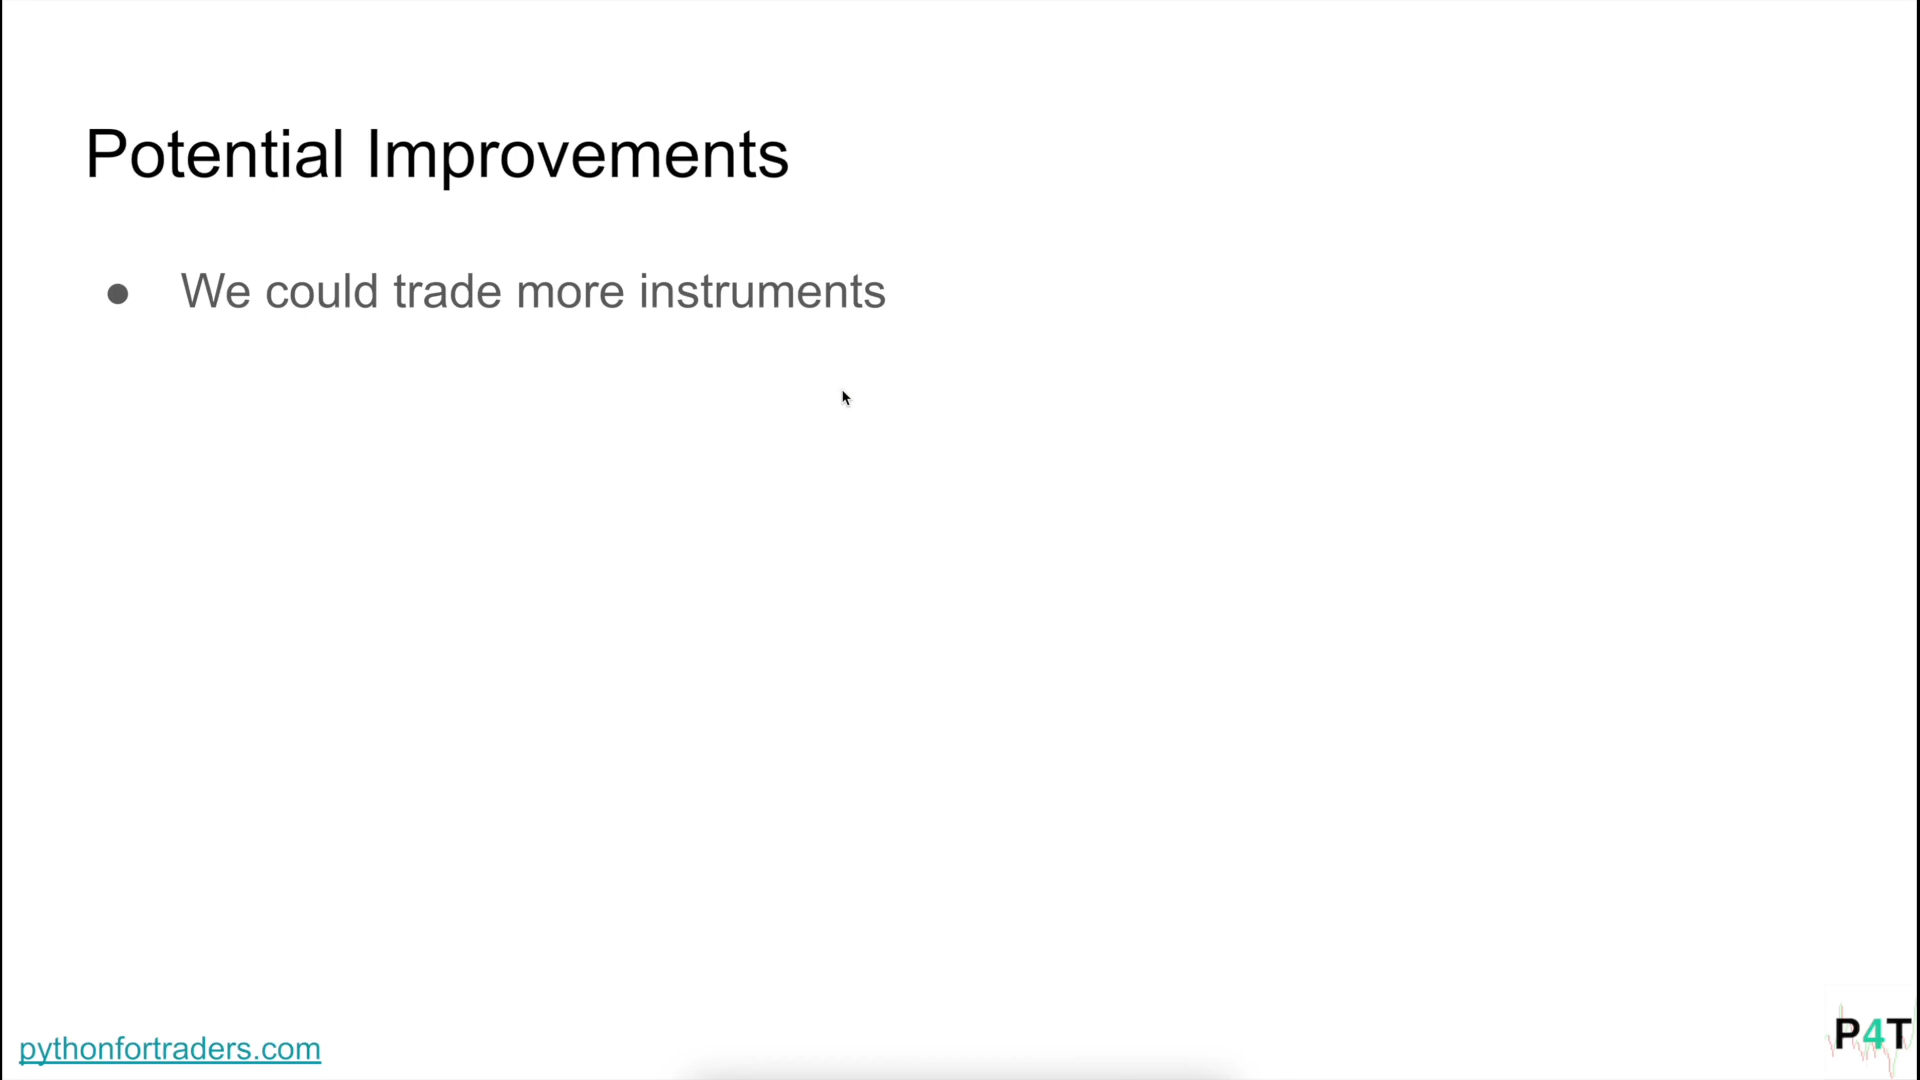 Potential Improvements
● We could trade more instruments
pythonfortraders.com
P4T